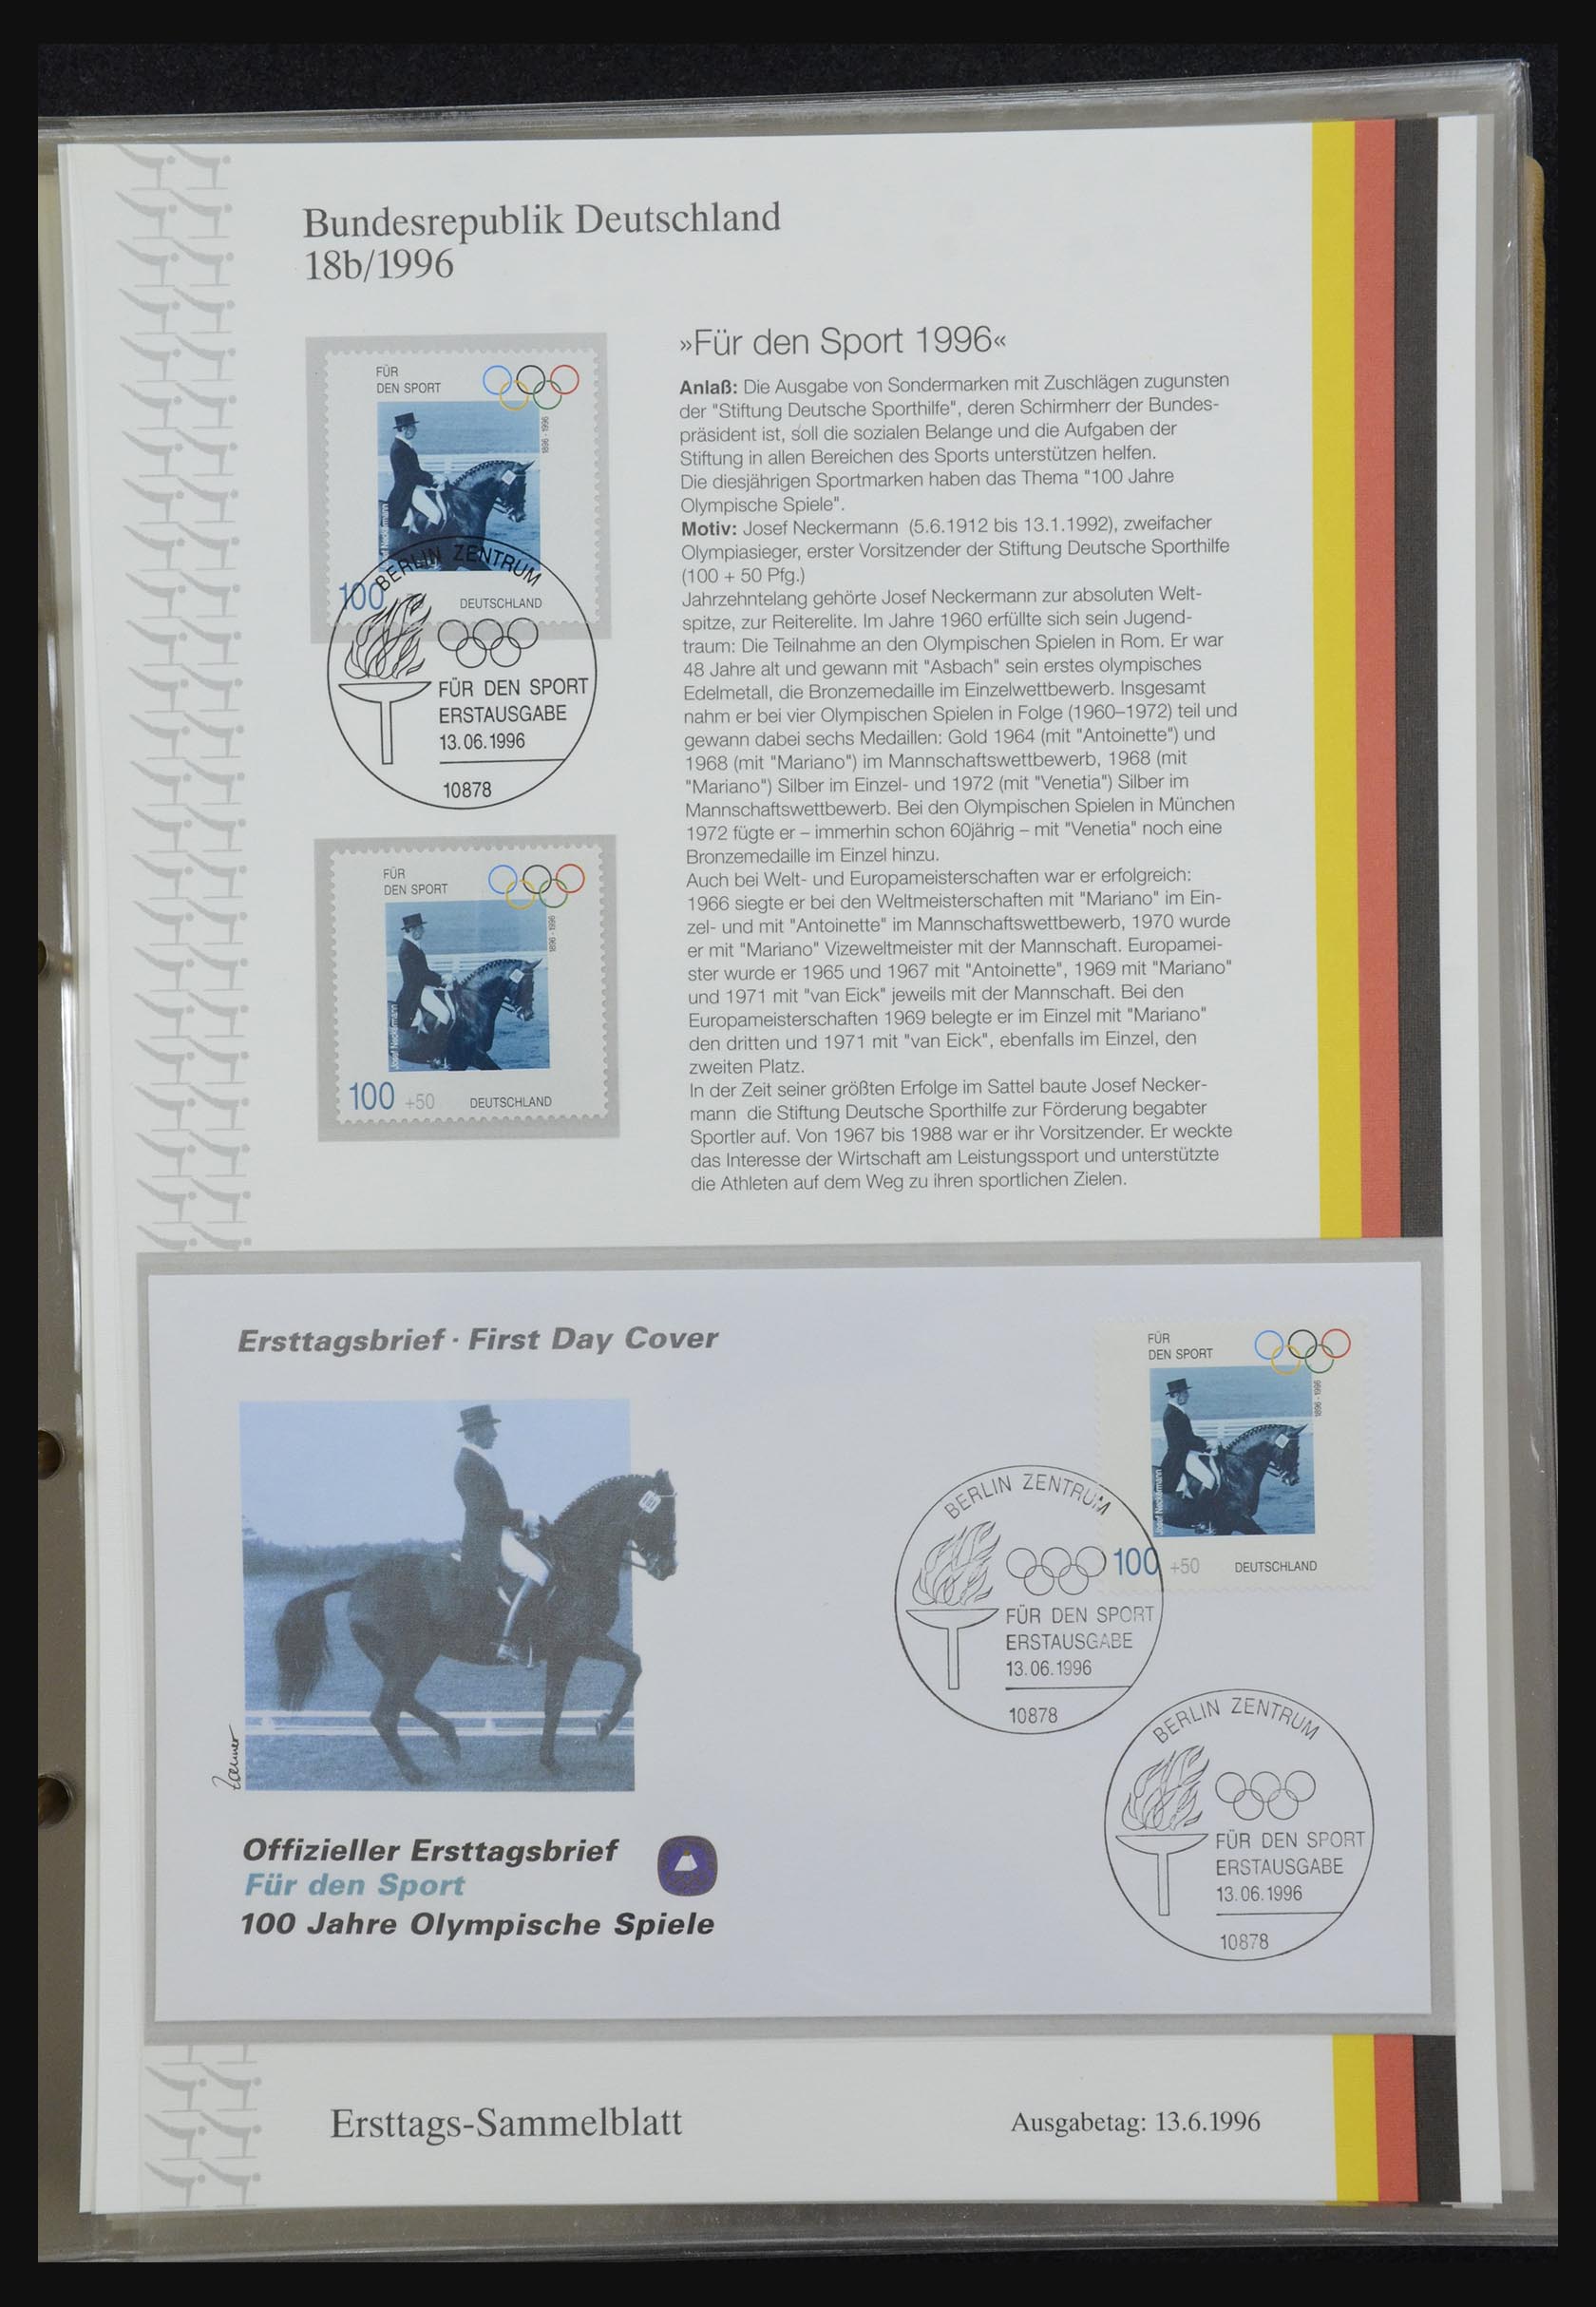 Bundesrepublik Deutschland
18b/1996
FÜR
DEN SPORT
1896 - 1996
Josef Neckermann
100
DEUTSCHLAND
BERLIN ZENTRUM
FÜR DEN SPORT
ERSTAUSGABE
13.06.1996
10878
FÜR
DEN SPORT
1896 - 1996
Josef Neckermann
100 +50
DEUTSCHLAND
»Für den Sport 1996«
Anlaß: Die Ausgabe von Sondermarken mit Zuschlägen zugunsten
der "Stiftung Deutsche Sporthilfe", deren Schirmherr der Bundes-
präsident ist, soll die sozialen Belange und die Aufgaben der
Stiftung in allen Bereichen des Sports unterstützen helfen.
Die diesjährigen Sportmarken haben das Thema "100 Jahre
Olympische Spiele".
Motiv: Josef Neckermann (5.6.1912 bis 13.1.1992), zweifacher
Olympiasieger, erster Vorsitzender der Stiftung Deutsche Sporthilfe
(100 + 50 Pfg.)
Jahrzehntelang gehörte Josef Neckermann zur absoluten Welt-
spitze, zur Reiterelite. Im Jahre 1960 erfüllte sich sein Jugend-
traum: Die Teilnahme an den Olympischen Spielen in Rom. Er war
48 Jahre alt und gewann mit "Asbach" sein erstes olympisches
Edelmetall, die Bronzemedaille im Einzelwettbewerb. Insgesamt
nahm er bei vier Olympischen Spielen in Folge (1960–1972) teil und
gewann dabei sechs Medaillen: Gold 1964 (mit "Antoinette") und
1968 (mit "Mariano") im Mannschaftswettbewerb, 1968 (mit
"Mariano") Silber im Einzel- und 1972 (mit "Venetia") Silber im
Mannschaftswettbewerb. Bei den Olympischen Spielen in München
1972 fügte er – immerhin schon 60jährig – mit "Venetia" noch eine
Bronzemedaille im Einzel hinzu.
Auch bei Welt- und Europameisterschaften war er erfolgreich:
1966 siegte er bei den Weltmeisterschaften mit "Mariano" im Ein-
zel- und mit "Antoinette" im Mannschaftswettbewerb, 1970 wurde
er mit "Mariano" Vizeweltmeister mit der Mannschaft. Europamei-
ster wurde er 1965 und 1967 mit "Antoinette", 1969 mit "Mariano"
und 1971 mit "van Eick" jeweils mit der Mannschaft. Bei den
Europameisterschaften 1969 belegte er im Einzel mit "Mariano"
den dritten und 1971 mit "van Eick", ebenfalls im Einzel, den
zweiten Platz.
In der Zeit seiner größten Erfolge im Sattel baute Josef Necker-
mann die Stiftung Deutsche Sporthilfe zur Förderung begabter
Sportler auf. Von 1967 bis 1988 war er ihr Vorsitzender. Er weckte
das Interesse der Wirtschaft am Leistungssport und unterstützte
die Athleten auf dem Weg zu ihren sportlichen Zielen.
Ersttagsbrief · First Day Cover
FÜR
DEN SPORT
1896 - 1996
Josef Neckermann
100 +50
DEUTSCHLAND
BERLIN ZENTRUM
FÜR DEN SPORT
ERSTAUSGABE
13.06.1996
10878
BERLIN ZENTRUM
FÜR DEN SPORT
ERSTAUSGABE
13.06.1996
10878
Offizieller Ersttagsbrief
Für den Sport
100 Jahre Olympische Spiele
Ersttags-Sammelblatt
Ausgabetag: 13.6.1996